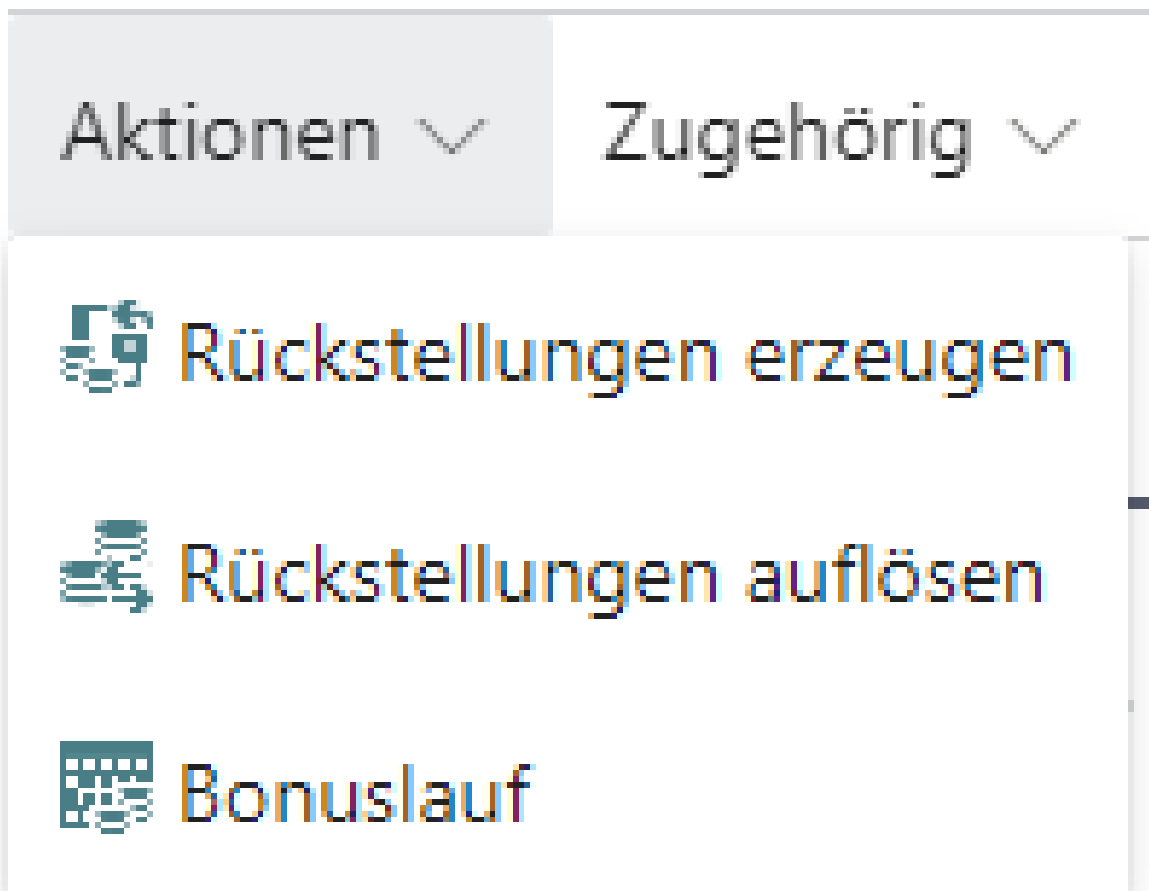 Aktionen Zugehörig
Rückstellungen erzeugen
Rückstellungen auflösen
Bonuslauf